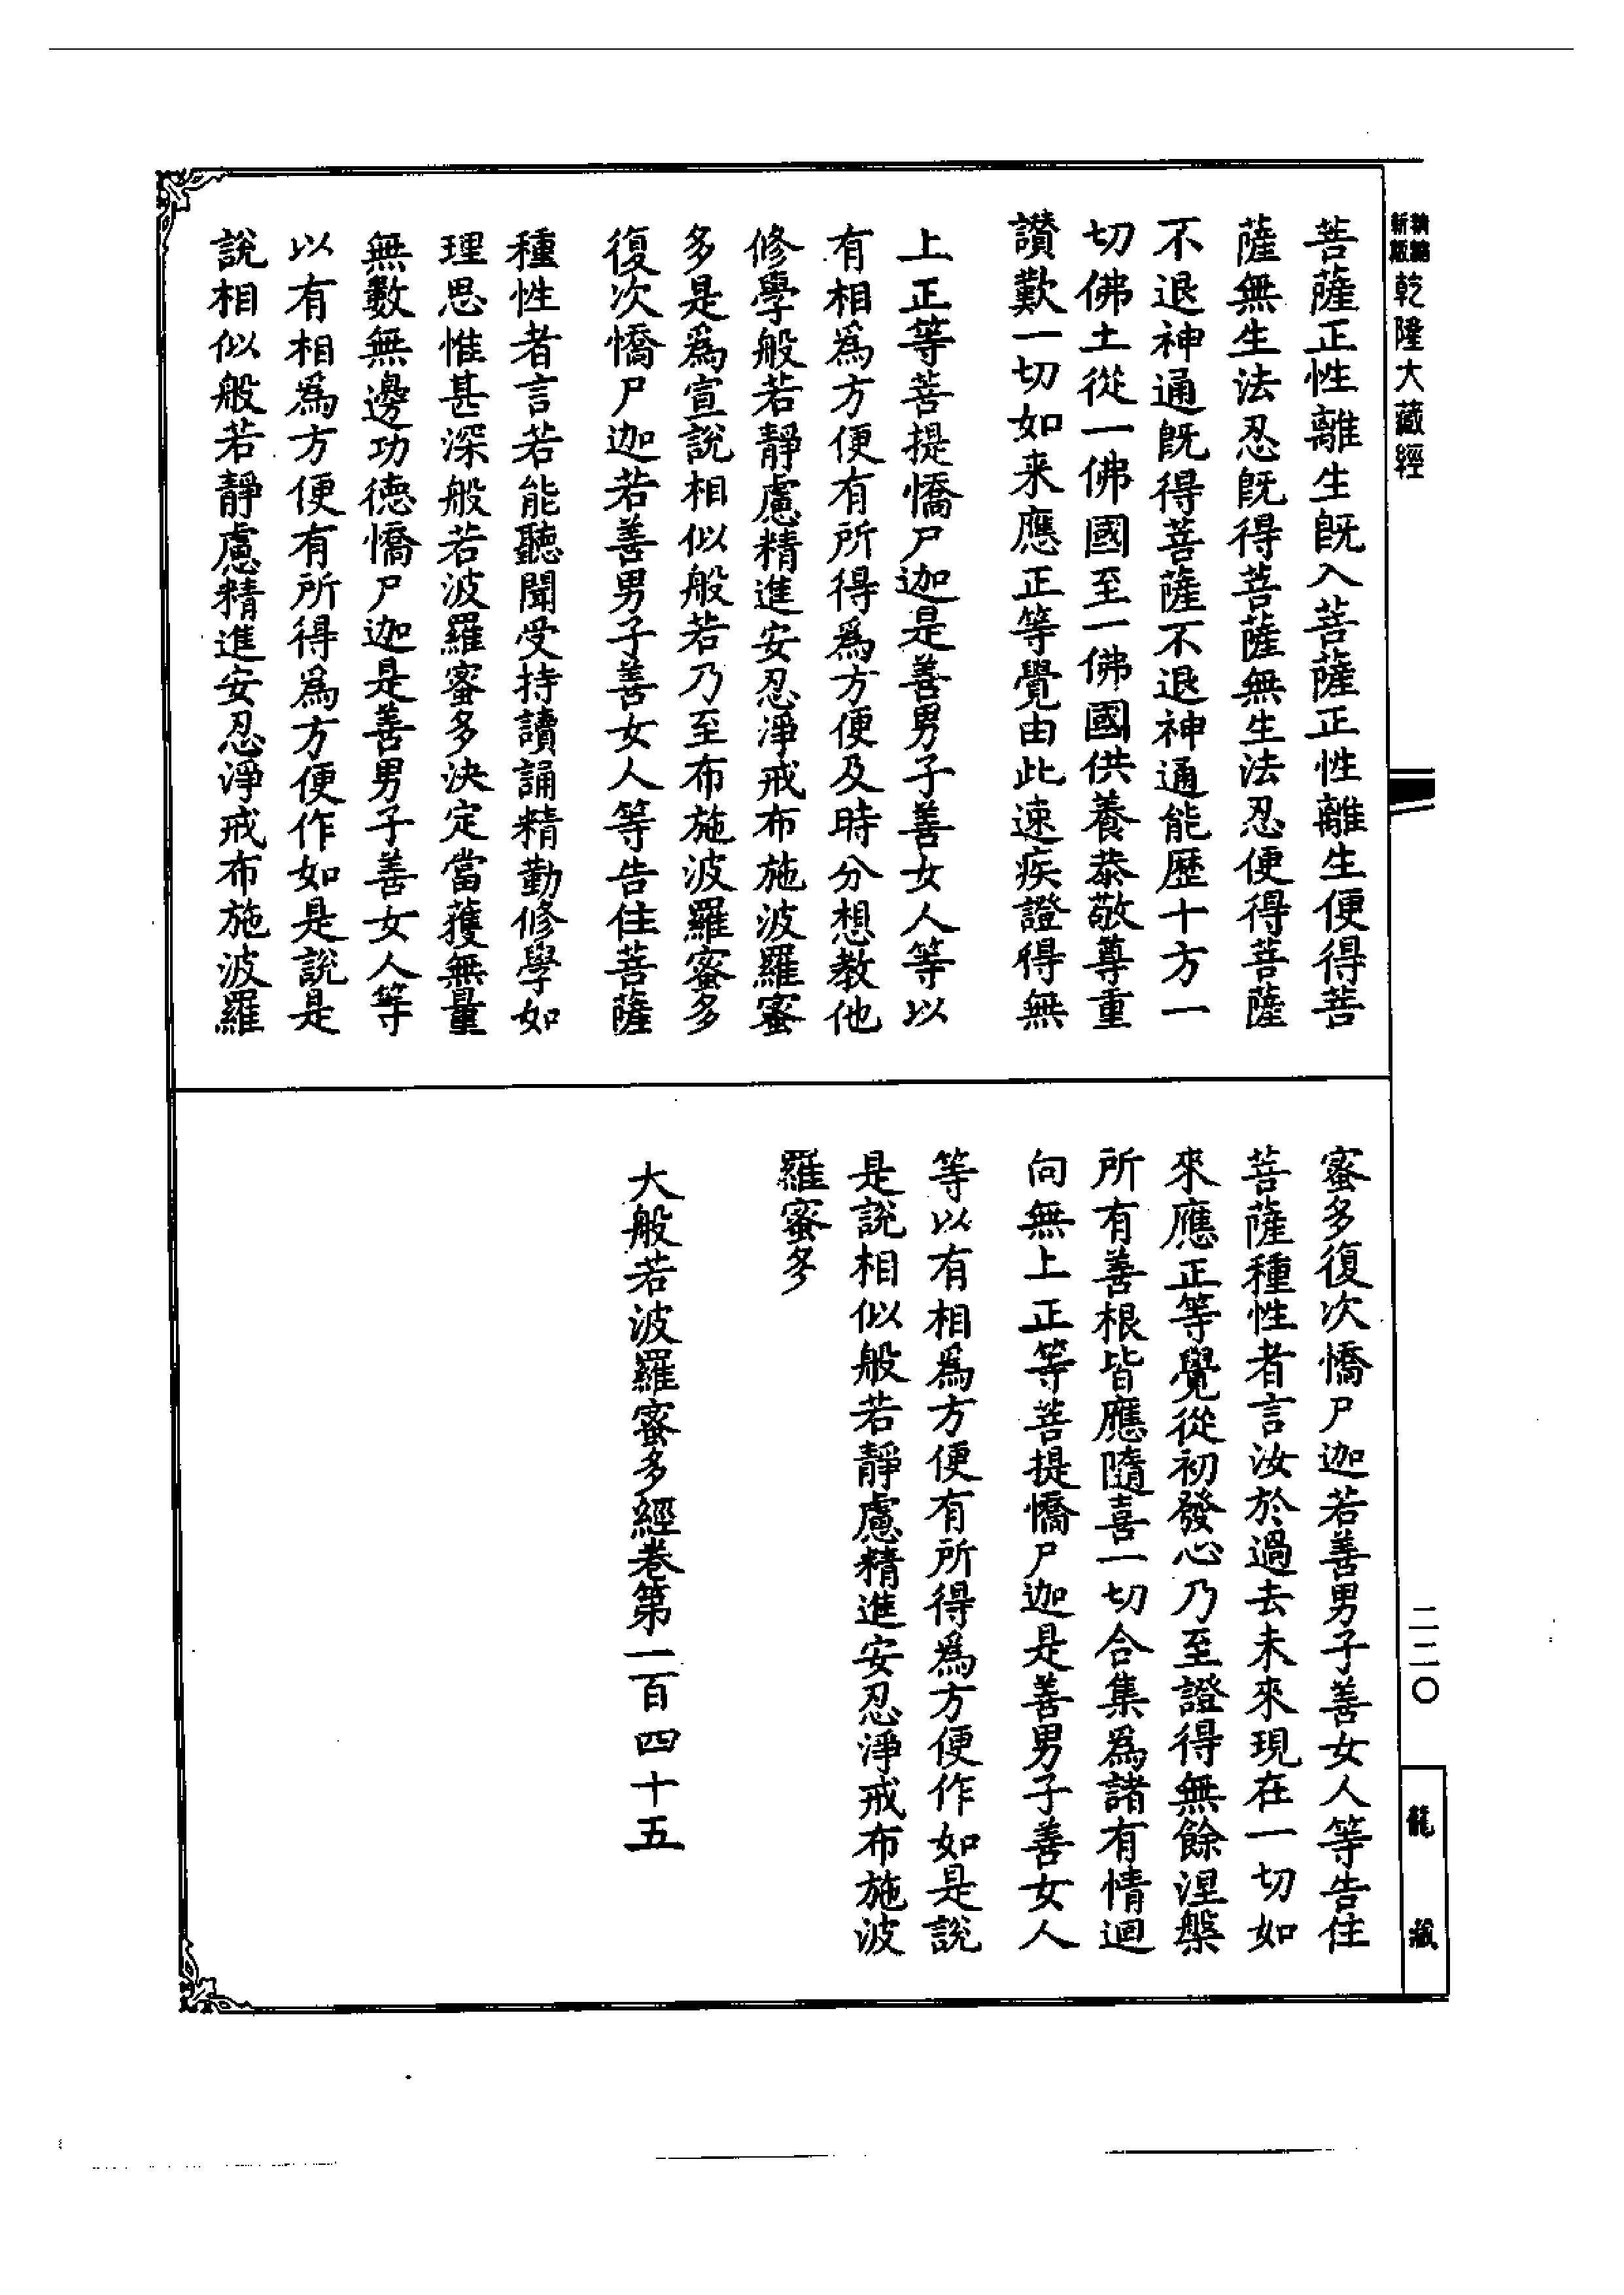 新版
精縮
乾隆大藏經
菩薩正性離生既入菩薩正性離生便得菩
薩無生法忍既得菩薩無生法忍便得菩薩
不退神通既得菩薩不退神通能歷十方一
切佛土從一佛國至一佛國供養恭敬尊重
讚歎一切如来應正等覺由此速疾證得無
上正等菩提憍尸迦是善男子善女人等以
有相爲方便有所得爲方便及時分想教他
修學般若靜慮精進安忍淨戒布施波羅蜜
多是爲宣說相似般若乃至布施波羅蜜多
復次憍尸迦若善男子善女人等告住菩薩
種性者言若能聽聞受持讀誦精勤修學如
理思惟甚深般若波羅蜜多決定當獲無量
無數無邊功德憍尸迦是善男子善女人等
以有相爲方便有所得爲方便作如是說是
說相似般若靜慮精進安忍淨戒布施波羅
蜜多復次憍尸迦若善男子善女人等告住
菩薩種性者言汝於過去未來現在一切如
來應正等覺從初發心乃至證得無餘涅槃
所有善根皆應隨喜一切合集爲諸有情迴
向無上正等菩提憍尸迦是善男子善女人
等以有相爲方便有所得爲方便作如是說
是說相似般若靜慮精進安忍淨戒布施波
羅蜜多
大般若波羅蜜多經卷第一百四十五
二二〇
龍藏